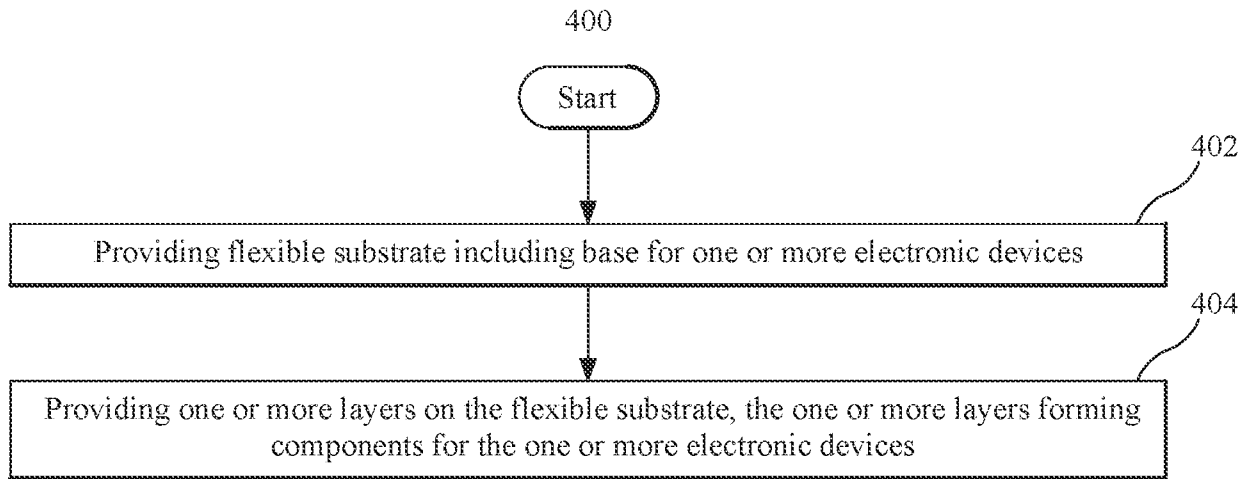 400
Start
402
Providing flexible substrate including base for one or more electronic devices
404
Providing one or more layers on the flexible substrate, the one or more layers forming
components for the one or more electronic devices